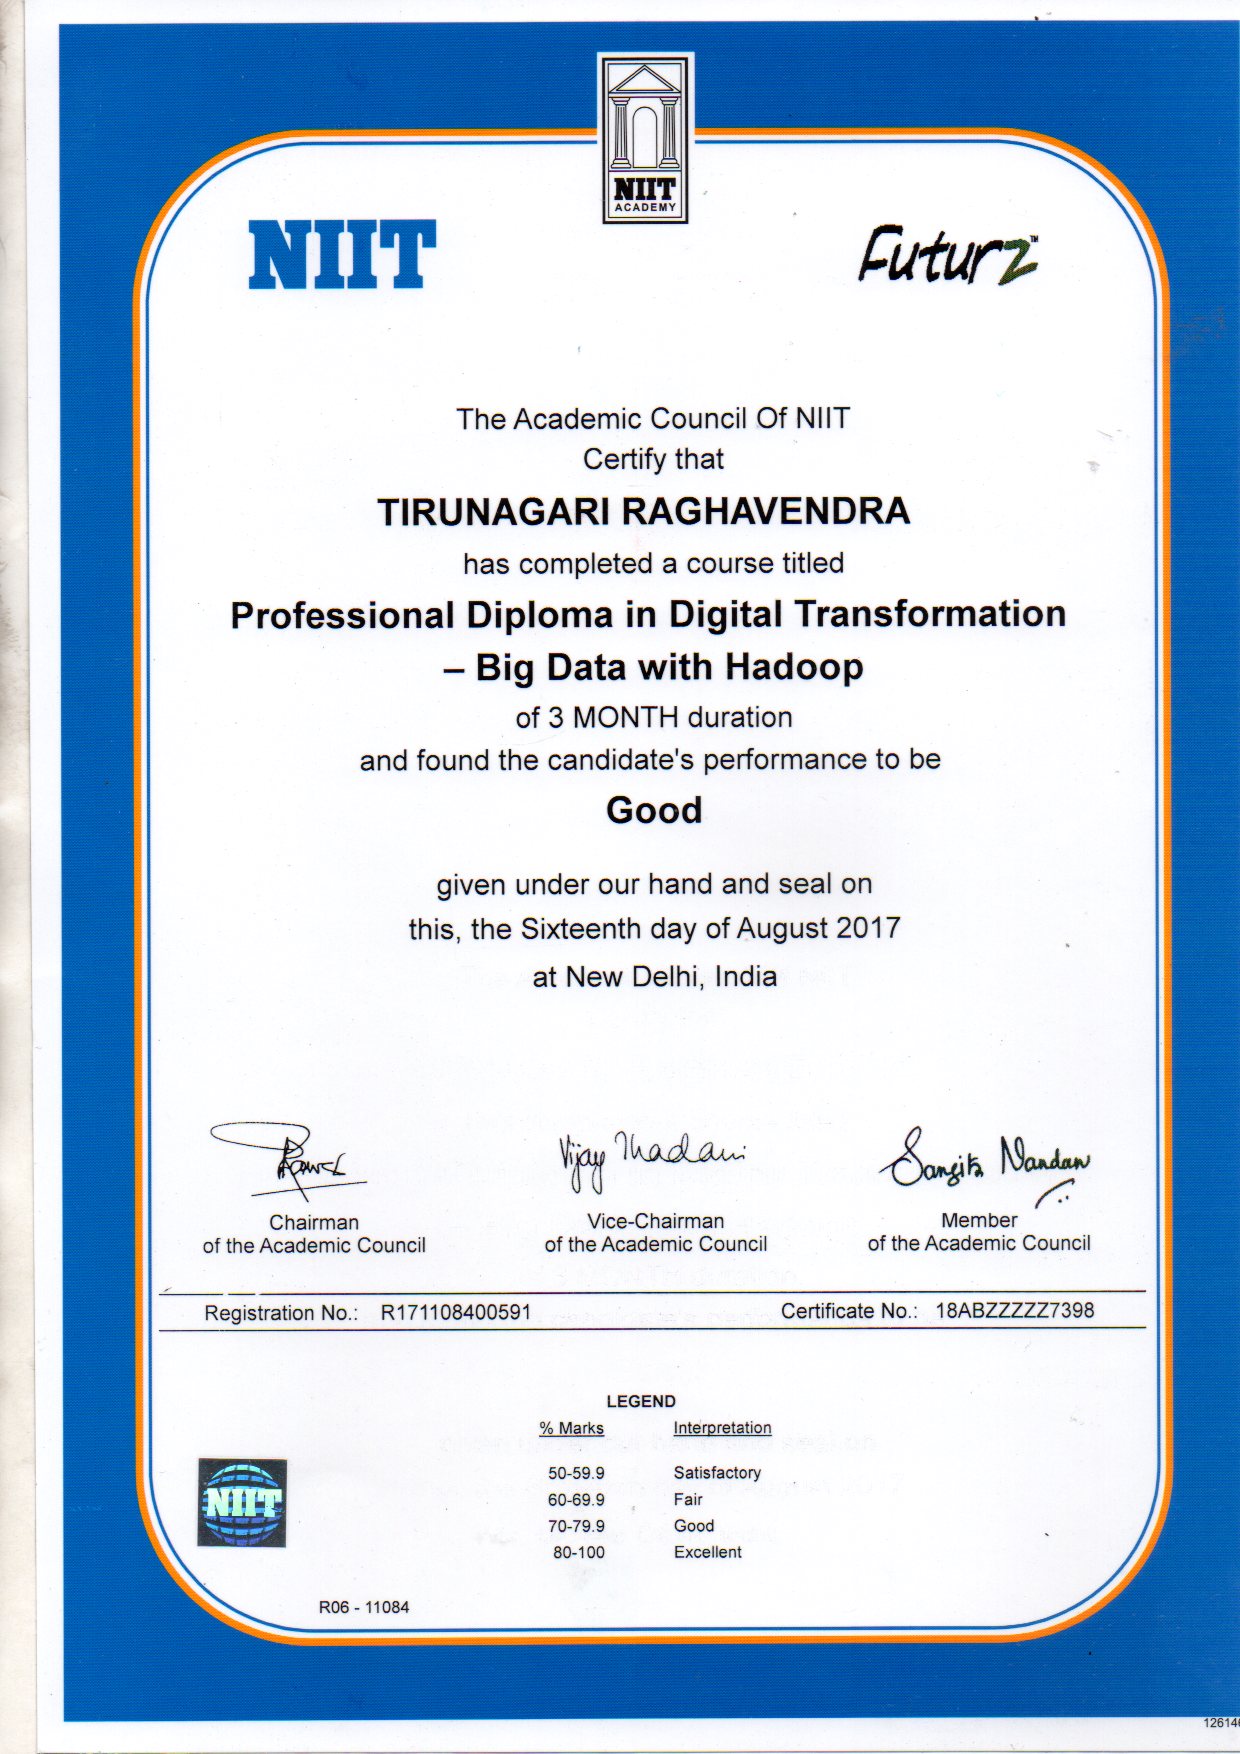 NIIT
ACADEMY
NIIT
Futurz™
The Academic Council Of NIIT
Certify that
TIRUNAGARI RAGHAVENDRA
has completed a course titled
Professional Diploma in Digital Transformation
– Big Data with Hadoop
of 3 MONTH duration
and found the candidate's performance to be
Good
given under our hand and seal on
this, the Sixteenth day of August 2017
at New Delhi, India
Vijay Thadani
Sangita Nandan
Chairman
of the Academic Council
Vice-Chairman
of the Academic Council
Member
of the Academic Council
Registration No.: R171108400591
Certificate No.: 18ABZZZZZ7398
LEGEND
% Marks Interpretation
50-59.9 Satisfactory
60-69.9 Fair
70-79.9 Good
80-100 Excellent
NIIT
R06 - 11084